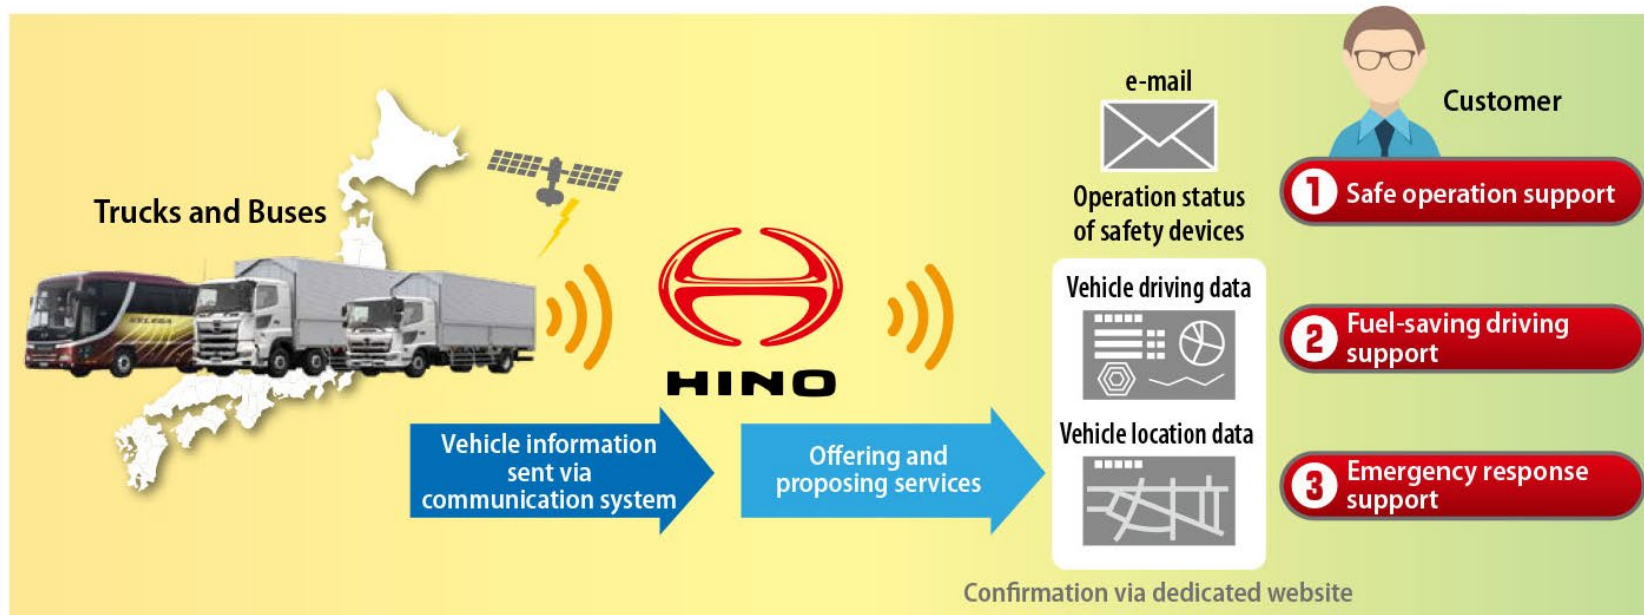 Trucks and Buses
SELEGA
HINO
Vehicle information
sent via
communication system
Offering and
proposing services
e-mail
Operation status
of safety devices
Vehicle driving data
Vehicle location data
Confirmation via dedicated website
Customer
1 Safe operation support
2 Fuel-saving driving
support
3 Emergency response
support